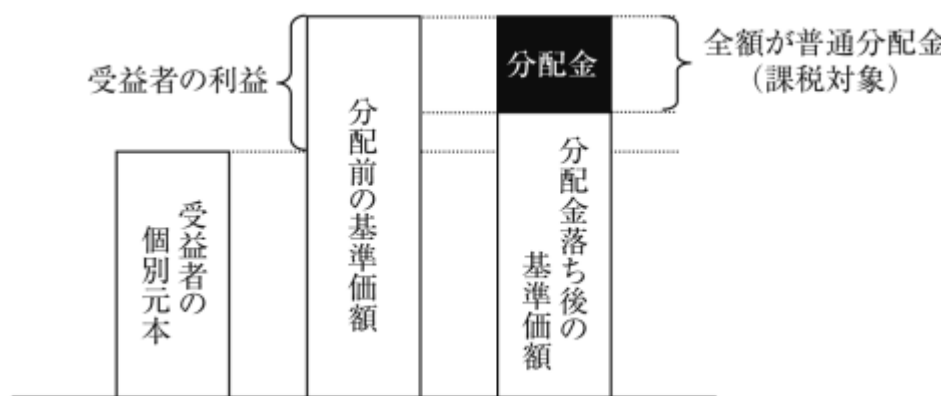 受益者の利益
受益者の
個別元本
分配前の基準価額
分配金
分配金落ち後の
基準価額
全額が普通分配金
（課税対象）